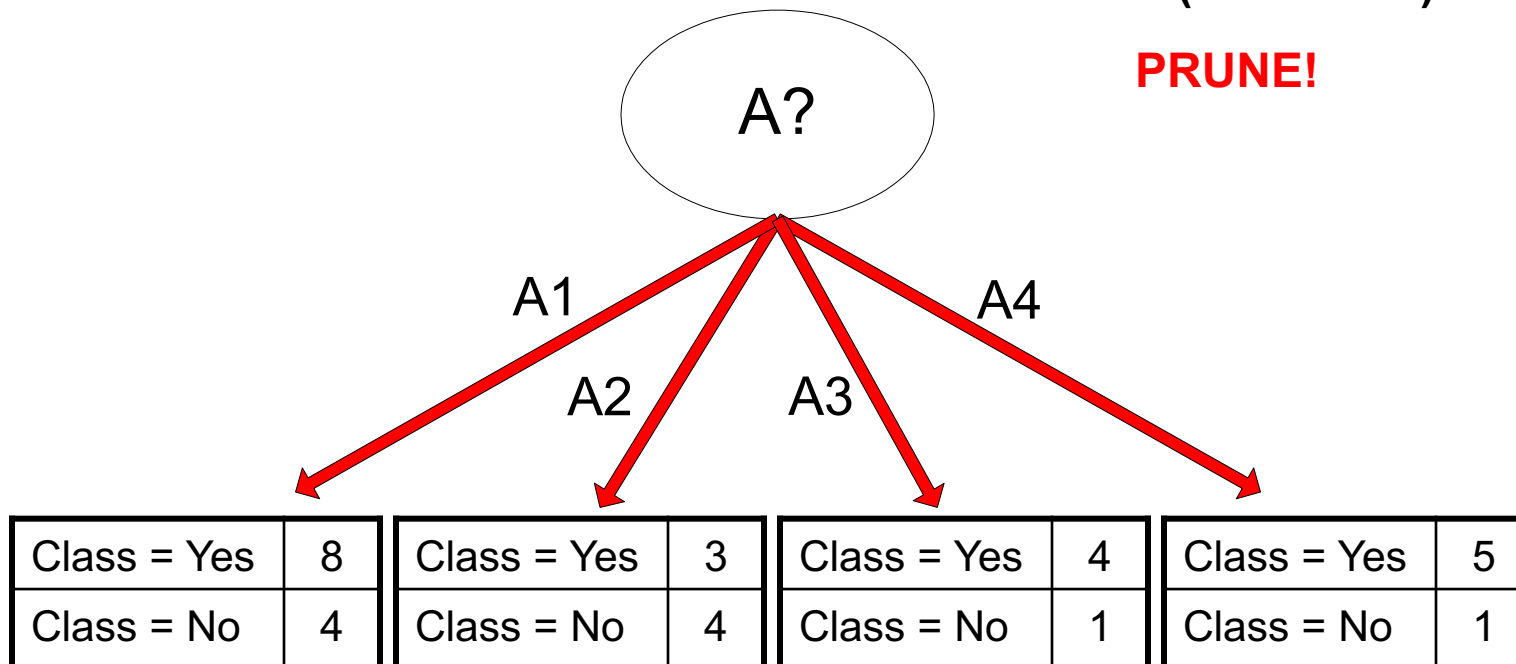 PRUNE!
A?
A1
A4
A2
A3
Class = Yes 8 Class = Yes 3 Class = Yes 4 Class = Yes 5
Class = No 4 Class = No 4 Class = No 1 Class = No 1